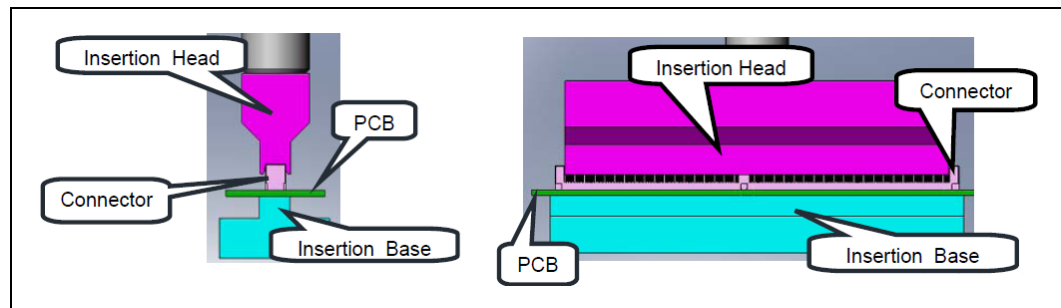 Insertion Head
PCB
Connector
Insertion Base
Insertion Head
Connector
Insertion Base
PCB